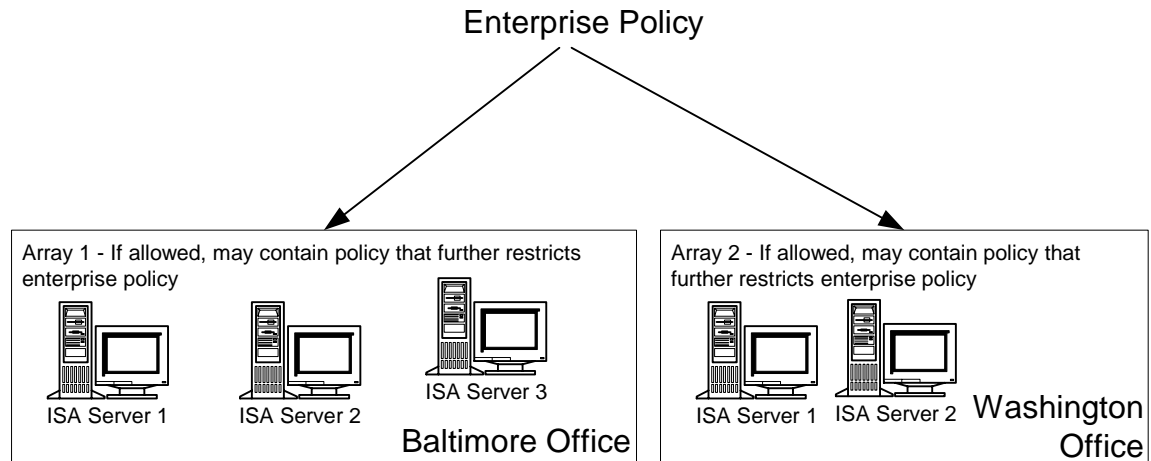 Enterprise Policy
Array 1 - If allowed, may contain policy that further restricts
enterprise policy
ISA Server 1
ISA Server 2
ISA Server 3
Baltimore Office
Array 2 - If allowed, may contain policy that
further restricts enterprise policy
ISA Server 1
ISA Server 2
Washington
Office